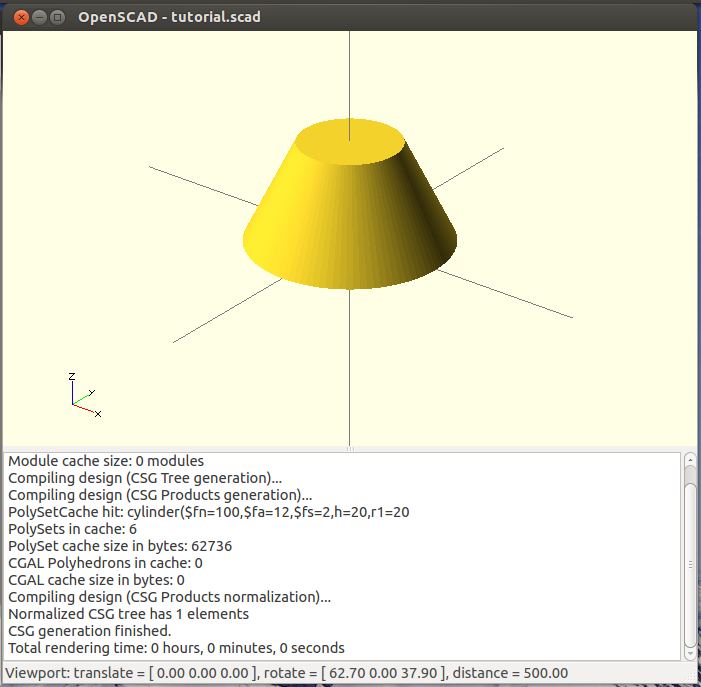 OpenSCAD - tutorial.scad
Z
Y
X
Module cache size: 0 modules
Compiling design (CSG Tree generation)...
Compiling design (CSG Products generation)...
PolySetCache hit: cylinder($fn=100,$fa=12,$fs=2,h=20,r1=20
PolySets in cache: 6
PolySet cache size in bytes: 62736
CGAL Polyhedrons in cache: 0
CGAL cache size in bytes: 0
Compiling design (CSG Products normalization)...
Normalized CSG tree has 1 elements
CSG generation finished.
Total rendering time: 0 hours, 0 minutes, 0 seconds
Viewport: translate = [ 0.00 0.00 0.00 ], rotate = [ 62.70 0.00 37.90 ], distance = 500.00